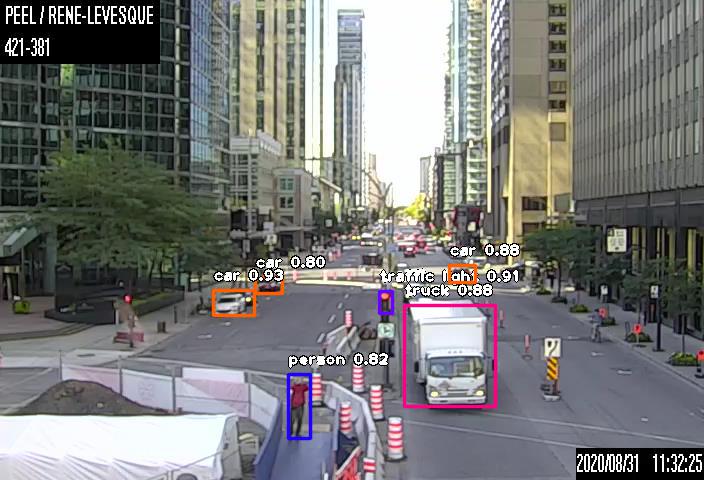 PEEL / RENE-LEVESQUE
421-381
car 0.88
car 0.80
car 0.93
traffic light 0.91
truck 0.88
person 0.82
2020/08/31 11:32:25